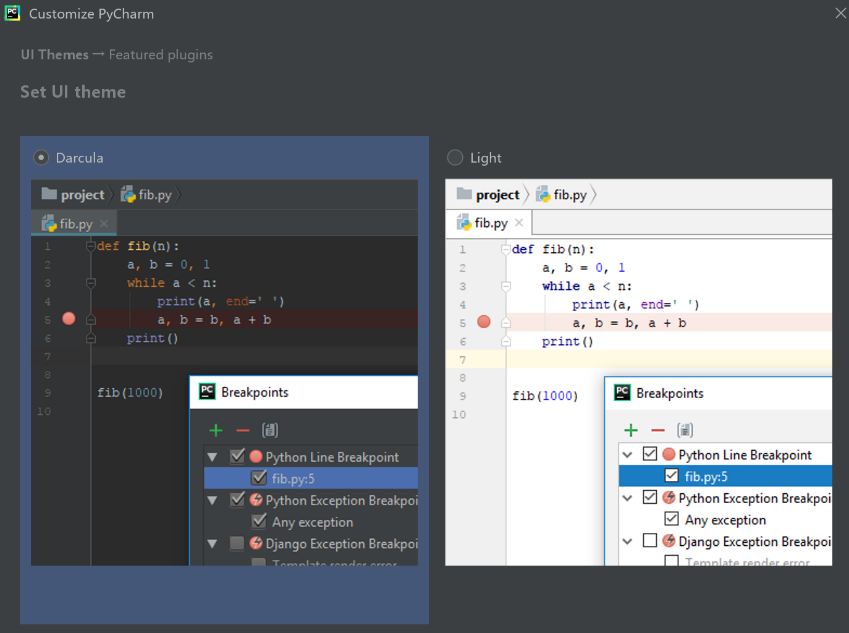 PC Customize PyCharm
UI Themes → Featured plugins
Set UI theme
Darcula
project fib.py
fib.py
1 def fib(n):
2 a, b = 0, 1
3 while a < n:
4 print(a, end=' ')
5 a, b = b, a + b
6 print()
7
8
9 fib(1000)
10
PC Breakpoints
Python Line Breakpoint
fib.py:5
Python Exception Breakpoi
Any exception
Django Exception Breakpoi
Template render error
Light
project fib.py
fib.py
1 def fib(n):
2 a, b = 0, 1
3 while a < n:
4 print(a, end=' ')
5 a, b = b, a + b
6 print()
7
8
9 fib(1000)
10
PC Breakpoints
Python Line Breakpoint
fib.py:5
Python Exception Breakpoi
Any exception
Django Exception Breakpoi
Template render error